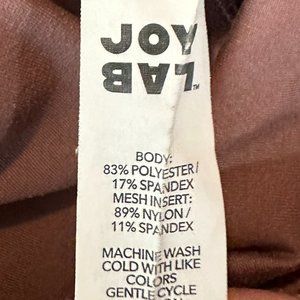 JOY
LAB™
BODY:
83% POLYESTER/
17% SPANDEX
MESH INSERT:
89% NYLON/
11% SPANDEX
MACHINE WASH
COLD WITH LIKE
COLORS
GENTLE CYCLE